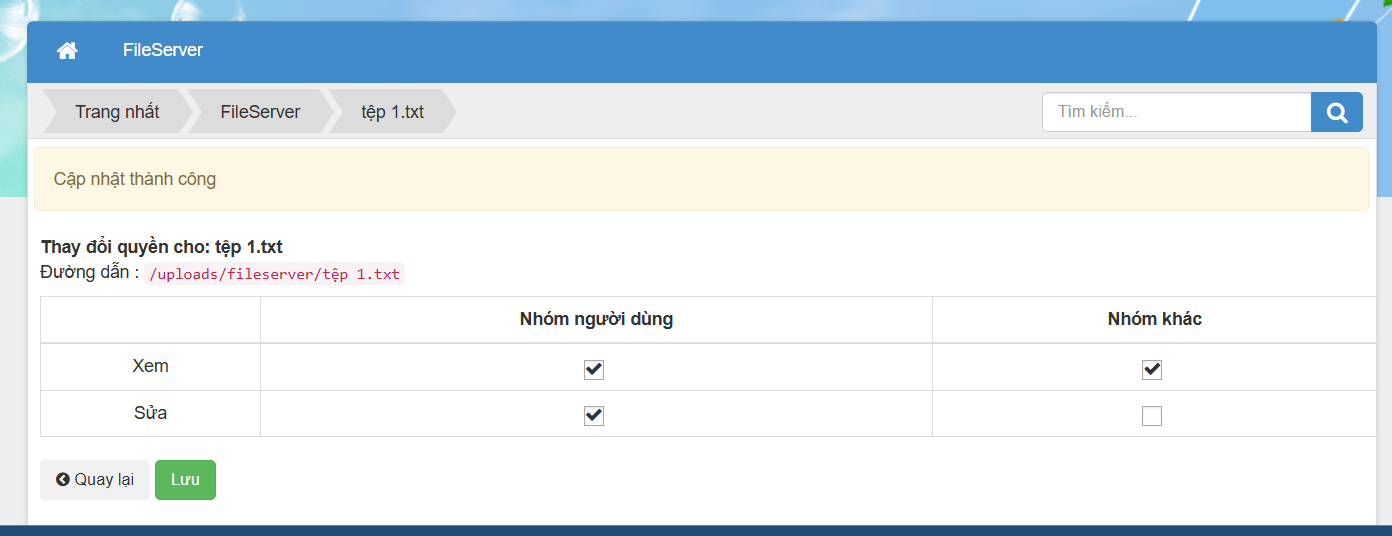 FileServer
Trang nhất FileServer tệp 1.txt Tìm kiếm...
Cập nhật thành công
Thay đổi quyền cho: tệp 1.txt
Đường dẫn : /uploads/fileserver/tệp 1.txt
Nhóm người dùng Nhóm khác
Xem
Sửa
Quay lại Lưu